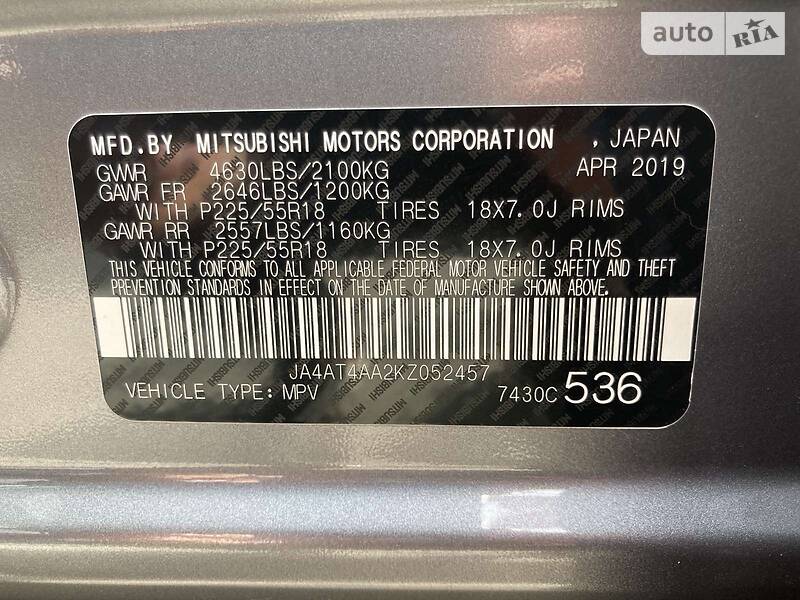 auto RIA
MFD.BY MITSUBISHI MOTORS CORPORATION , JAPAN
GVWR 4630LBS/2100KG APR 2019
GAWR FR 2646LBS/1200KG
WITH P225/55R18 TIRES 18X7.0J RIMS
GAWR RR 2557LBS/1160KG
WITH P225/55R18 TIRES 18X7.0J RIMS
THIS VEHICLE CONFORMS TO ALL APPLICABLE FEDERAL MOTOR VEHICLE SAFETY AND THEFT
PREVENTION STANDARDS IN EFFECT ON THE DATE OF MANUFACTURE SHOWN ABOVE.
JA4AT4AA2KZ052457
VEHICLE TYPE: MPV 7430C 536